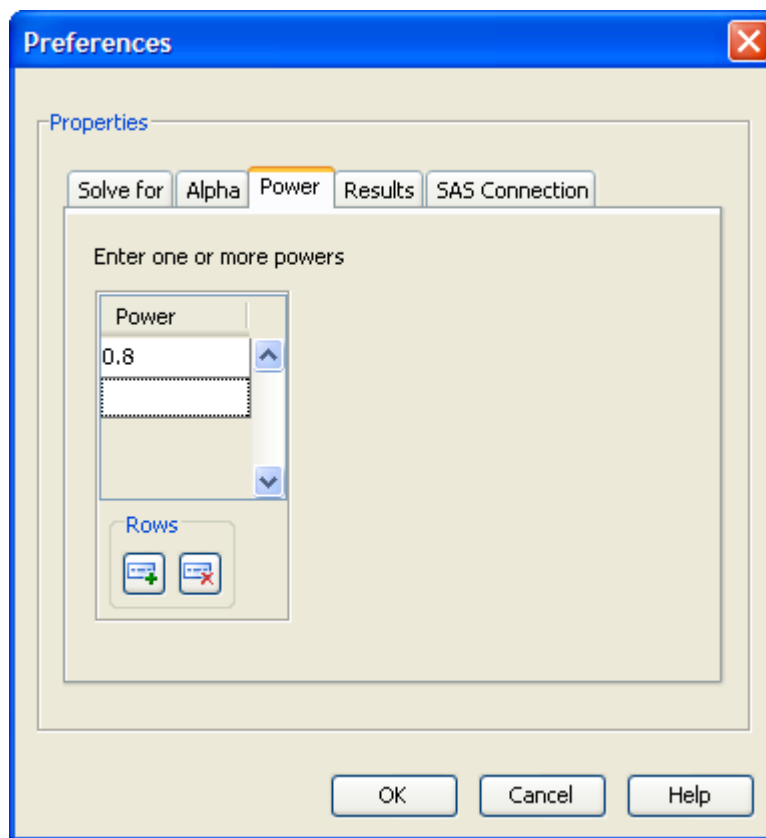 Preferences
Properties
Solve for Alpha Power Results SAS Connection
Enter one or more powers
Power
0.8
Rows
OK Cancel Help